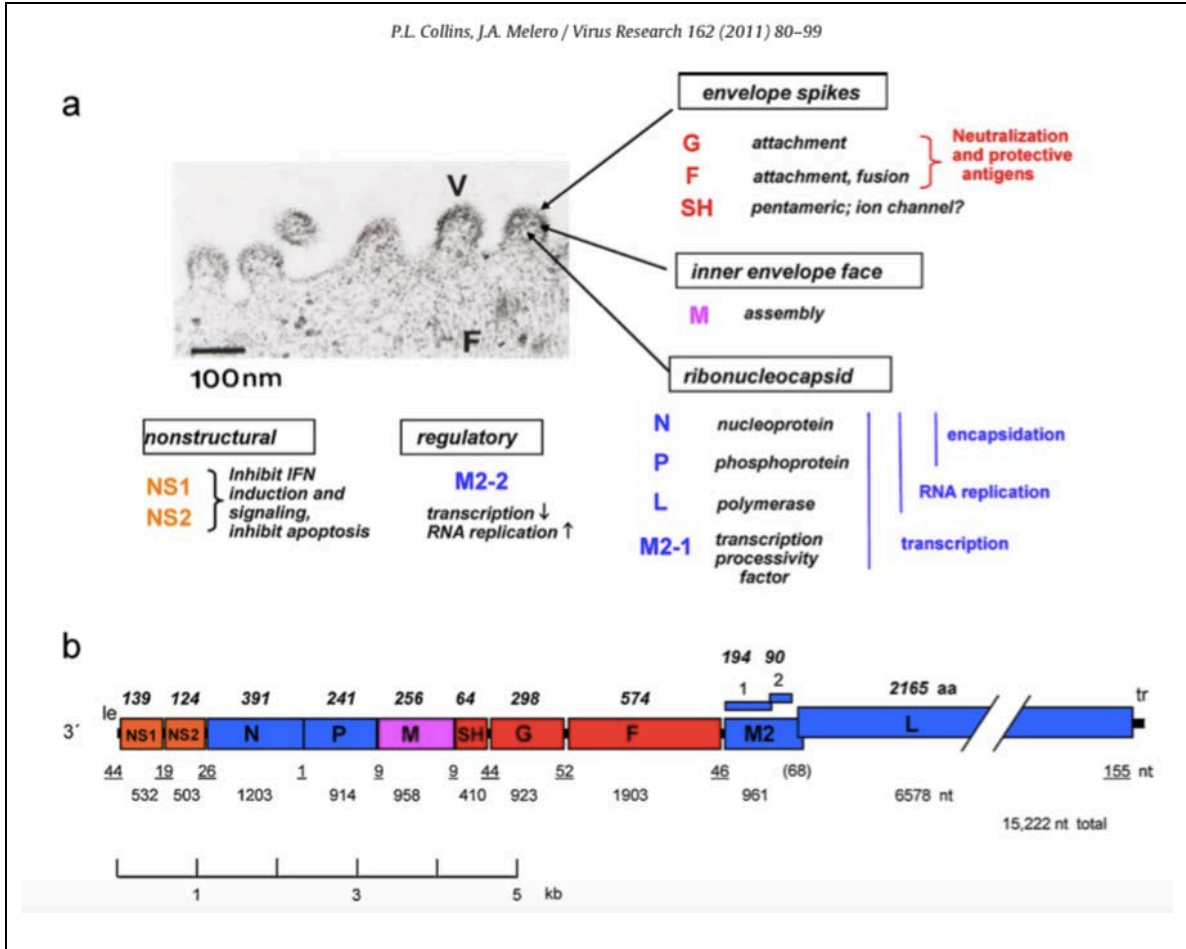 P.L. Collins, J.A. Melero / Virus Research 162 (2011) 80–99
a
envelope spikes
G attachment
F attachment, fusion
SH pentameric; ion channel?
Neutralization
and protective
antigens
V
F
100nm
inner envelope face
M assembly
ribonucleocapsid
N nucleoprotein
P phosphoprotein
L polymerase
M2-1 transcription
processivity
factor
encapsidation
RNA replication
transcription
nonstructural
NS1
NS2
Inhibit IFN
induction and
signaling,
inhibit apoptosis
regulatory
M2-2
transcription ↓
RNA replication ↑
b
194 90
1 2
139 124 391 241 256 64 298 574 2165 aa
le tr
3´ NS1 NS2 N P M SH G F M2 L
44 19 26 1 9 9 44 52 46 (68) 155 nt
532 503 1203 914 958 410 923 1903 961 6578 nt
15,222 nt total
1 3 5 kb